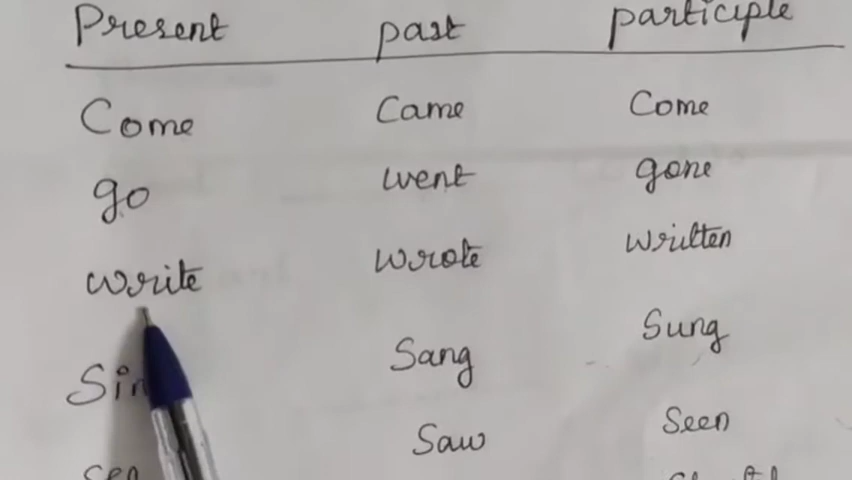 Present past participle
Come Came Come
go went gone
write wrote written
Sang Sung
Saw Seen